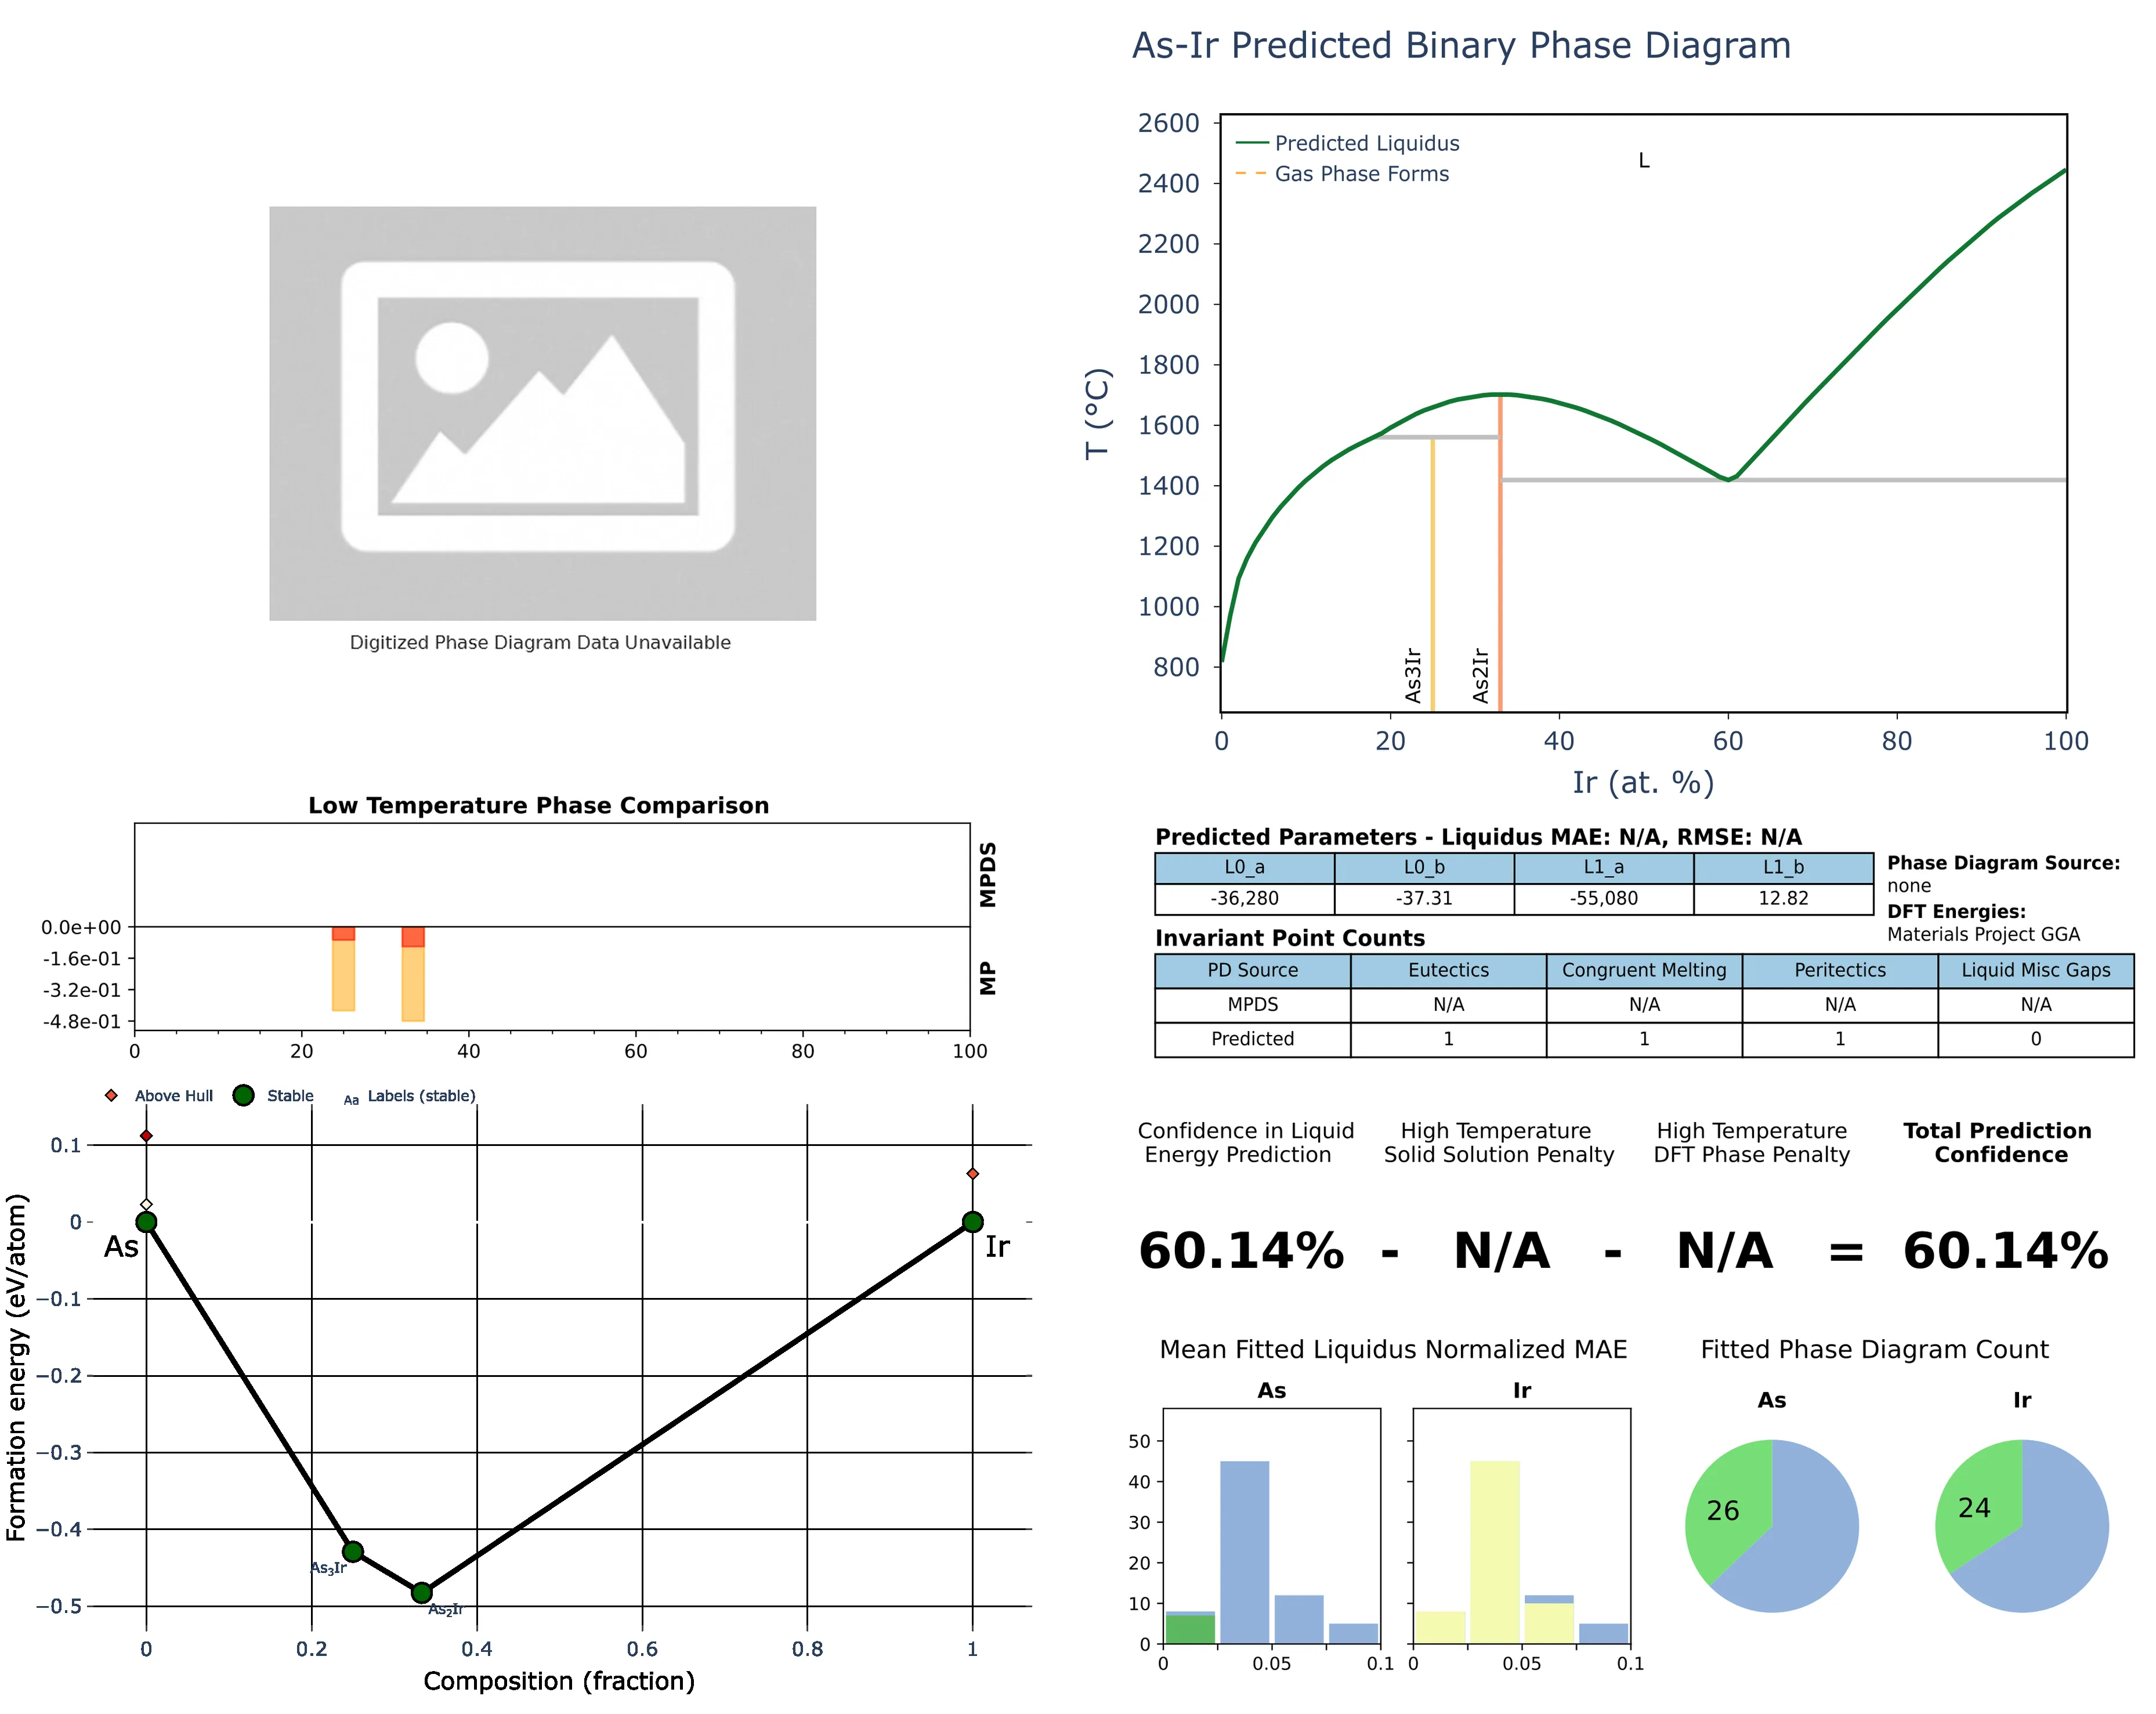 As-Ir Predicted Binary Phase Diagram
Digitized Phase Diagram Data Unavailable
Predicted Liquidus
Gas Phase Forms
L
2600
2400
2200
2000
1800
1600
1400
1200
1000
800
T (°C)
As3Ir
As2Ir
0 20 40 60 80 100
Ir (at. %)
Low Temperature Phase Comparison
MPDS
MP
0.0e+00
-1.6e-01
-3.2e-01
-4.8e-01
0 20 40 60 80 100
Predicted Parameters - Liquidus MAE: N/A, RMSE: N/A
L0_a L0_b L1_a L1_b
-36,280 -37.31 -55,080 12.82
Phase Diagram Source:
none
DFT Energies:
Materials Project GGA
Invariant Point Counts
PD Source Eutectics Congruent Melting Peritectics Liquid Misc Gaps
MPDS N/A N/A N/A N/A
Predicted 1 1 1 0
Above Hull Stable Aa Labels (stable)
0.1
0
−0.1
−0.2
−0.3
−0.4
−0.5
Formation energy (eV/atom)
As
Ir
As3Ir
As2Ir
0 0.2 0.4 0.6 0.8 1
Composition (fraction)
Confidence in Liquid
Energy Prediction
High Temperature
Solid Solution Penalty
High Temperature
DFT Phase Penalty
Total Prediction
Confidence
60.14% - N/A - N/A = 60.14%
Mean Fitted Liquidus Normalized MAE
As
Ir
50
40
30
20
10
0
0 0.05 0.1
0 0.05 0.1
Fitted Phase Diagram Count
As
Ir
26
24